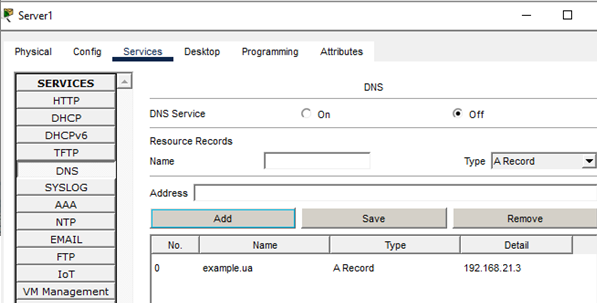 Server1
Physical Config Services Desktop Programming Attributes
SERVICES
HTTP
DHCP
DHCPv6
TFTP
DNS
SYSLOG
AAA
NTP
EMAIL
FTP
IoT
VM Management
DNS
DNS Service On Off
Resource Records
Name Type A Record
Address
Add Save Remove
No. Name Type Detail
0 example.ua A Record 192.168.21.3